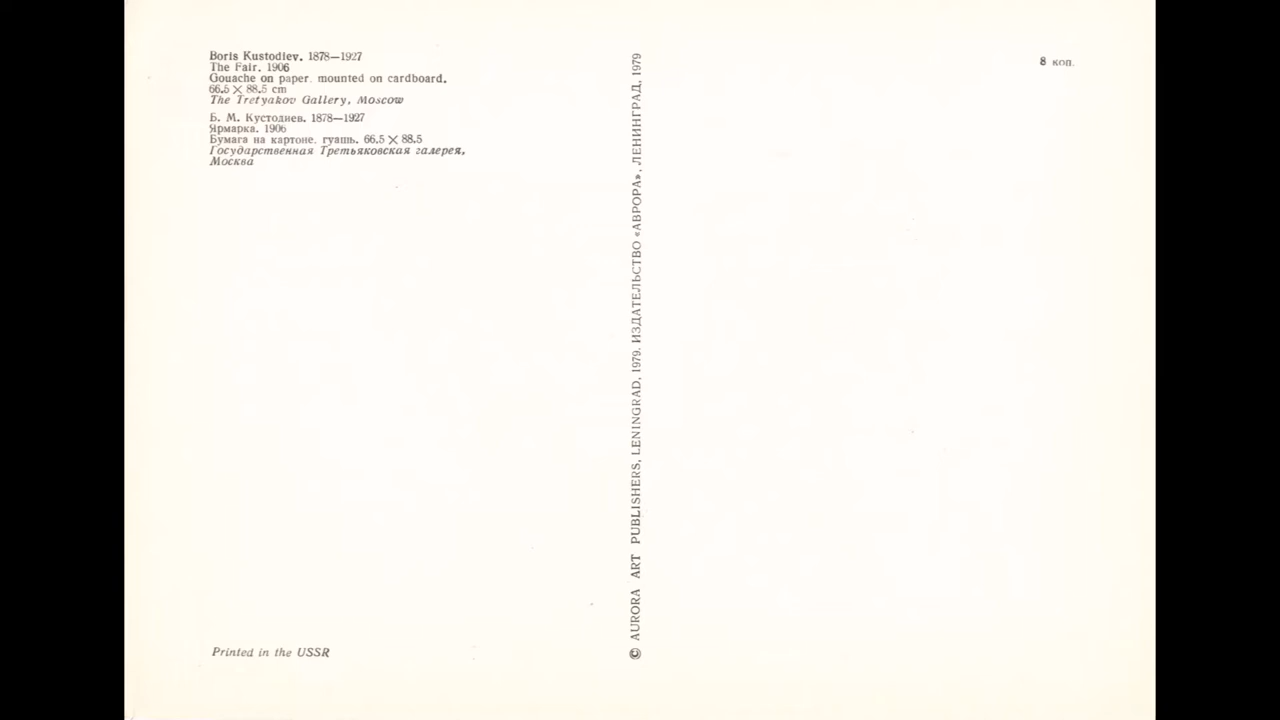 Boris Kustodiev. 1878—1927
The Fair. 1906
Gouache on paper. mounted on cardboard.
66.5 × 88.5 cm
The Tretyakov Gallery, Moscow
Б. М. Кустодиев. 1878—1927
Ярмарка. 1906
Бумага на картоне. гуашь. 66.5 × 88.5
Государственная Третьяковская галерея,
Москва
Printed in the USSR
© AURORA ART PUBLISHERS, LENINGRAD, 1979. ИЗДАТЕЛЬСТВО «АВРОРА», ЛЕНИНГРАД, 1979
8 коп.